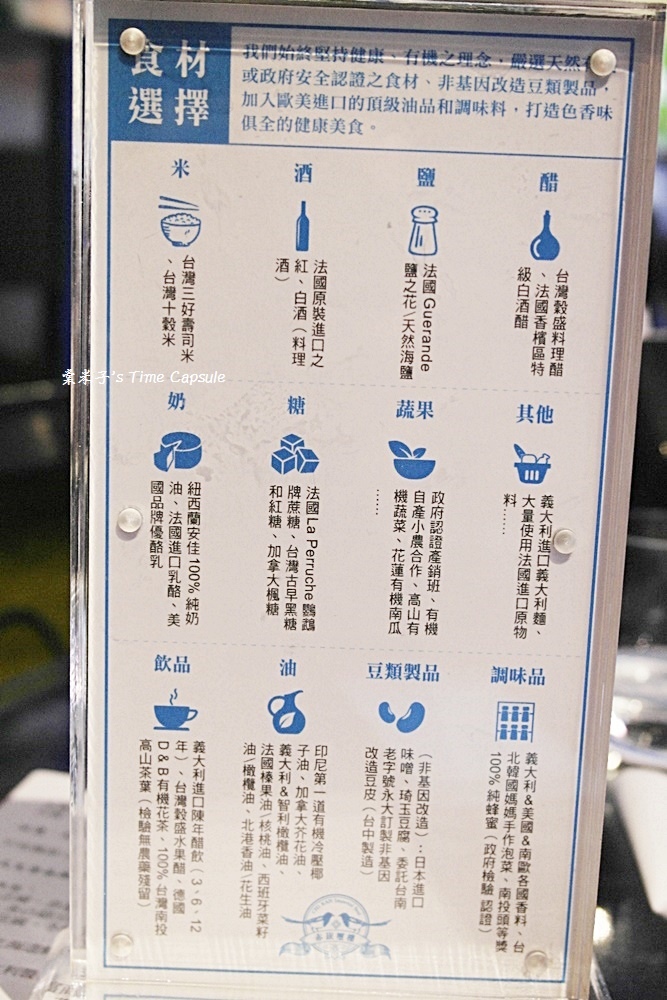 食材
選擇
我們始終堅持健康、有機之理念，嚴選天然
或政府安全認證之食材、非基因改造豆類製品，
加入歐美進口的頂級油品和調味料，打造色香味
俱全的健康美食。
米
台灣三好壽司米
、台灣十穀米
酒
法國原裝進口之
紅、白酒（料理
酒）
鹽
法國 Guerande
鹽之花/天然海鹽
醋
台灣穀盛料理醋
、法國香檳區特
級白酒醋
棠米子's Time Capsule
奶
紐西蘭安佳 100% 純奶
油、法國進口乳酪、美
國品牌優酪乳
糖
法國 La Perruche 鸚鵡
牌蔗糖、台灣古早黑糖
和紅糖、加拿大楓糖
蔬果
政府認證產銷班、有機
自產小農合作、高山有
機蔬菜、花蓮有機南瓜
……
其他
義大利進口義大利麵、
大量使用法國進口原物
料……
飲品
義大利進口陳年醋飲（3、6、12
年）、台灣穀盛水果醋、德國
D & B 有機花茶、100% 台灣南投
高山茶葉（檢驗無農藥殘留）
油
印尼第一道有機冷壓椰
子油、加拿大芥花油、
義大利 & 智利橄欖油、
法國榛果油/核桃油、西班牙菜籽
油/橄欖油、北港香油/花生油
豆類製品
（非基因改造）：日本進口
味噌、琦玉豆腐、委託台南
老字號永大訂製非基因
改造豆皮（台中製造）
調味品
義大利 & 美國 & 南歐各國香料、台
北韓國媽媽手作泡菜、南投頭等獎
100% 純蜂蜜（政府檢驗 認證）